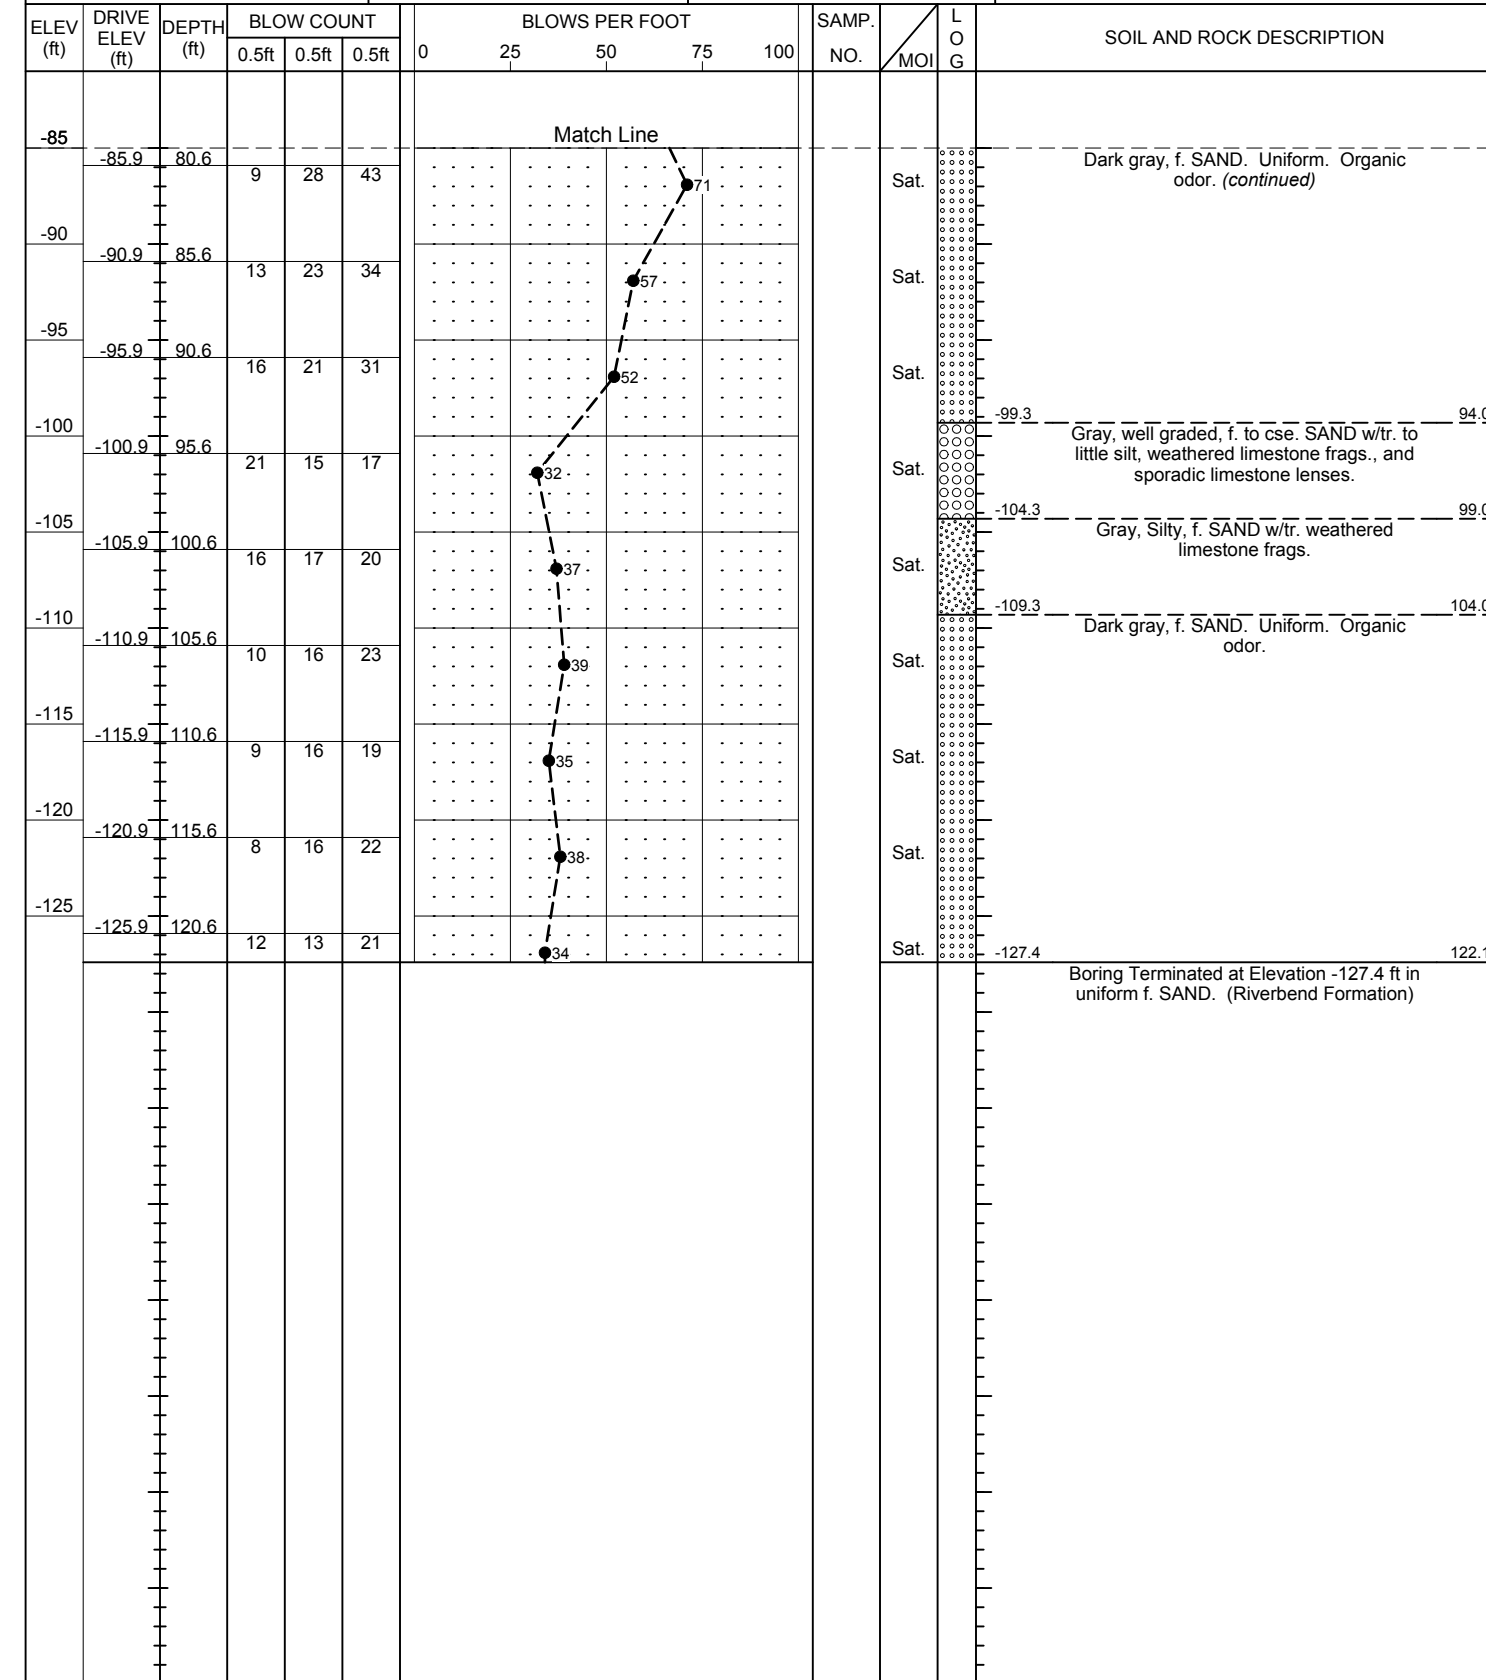 ELEV (ft) DRIVE ELEV (ft) DEPTH (ft) BLOW COUNT BLOWS PER FOOT SAMP. NO. MOI LOG SOIL AND ROCK DESCRIPTION
0.5ft 0.5ft 0.5ft 0 25 50 75 100
-85 Match Line
-85.9 80.6 Dark gray, f. SAND. Uniform. Organic
9 28 43 71 Sat. odor. (continued)
-90
-90.9 85.6
13 23 34 57 Sat.
-95
-95.9 90.6
16 21 31 52 Sat.
-99.3 94.0
-100 Gray, well graded, f. to cse. SAND w/tr. to
-100.9 95.6 little silt, weathered limestone frags., and
21 15 17 32 Sat. sporadic limestone lenses.
-104.3 99.0
-105 Gray, Silty, f. SAND w/tr. weathered
-105.9 100.6 limestone frags.
16 17 20 37 Sat.
-109.3 104.0
-110 Dark gray, f. SAND. Uniform. Organic
-110.9 105.6 odor.
10 16 23 39 Sat.
-115
-115.9 110.6
9 16 19 35 Sat.
-120
-120.9 115.6
8 16 22 38 Sat.
-125
-125.9 120.6
12 13 21 34 Sat. -127.4 122.1
Boring Terminated at Elevation -127.4 ft in
uniform f. SAND. (Riverbend Formation)